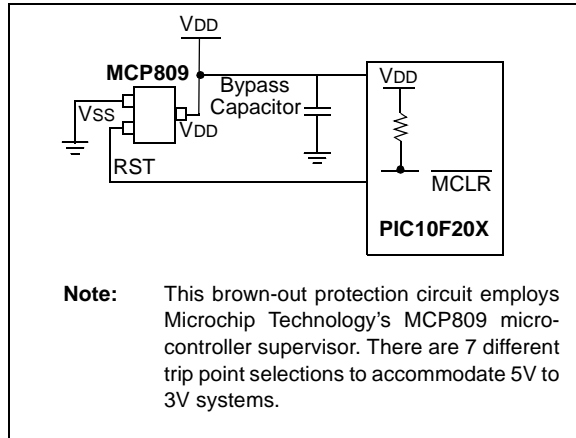 VDD
MCP809
Bypass
Capacitor
VDD
VSS
VDD
RST
MCLR
PIC10F20X
Note: This brown-out protection circuit employs
Microchip Technology's MCP809 micro-
controller supervisor. There are 7 different
trip point selections to accommodate 5V to
3V systems.